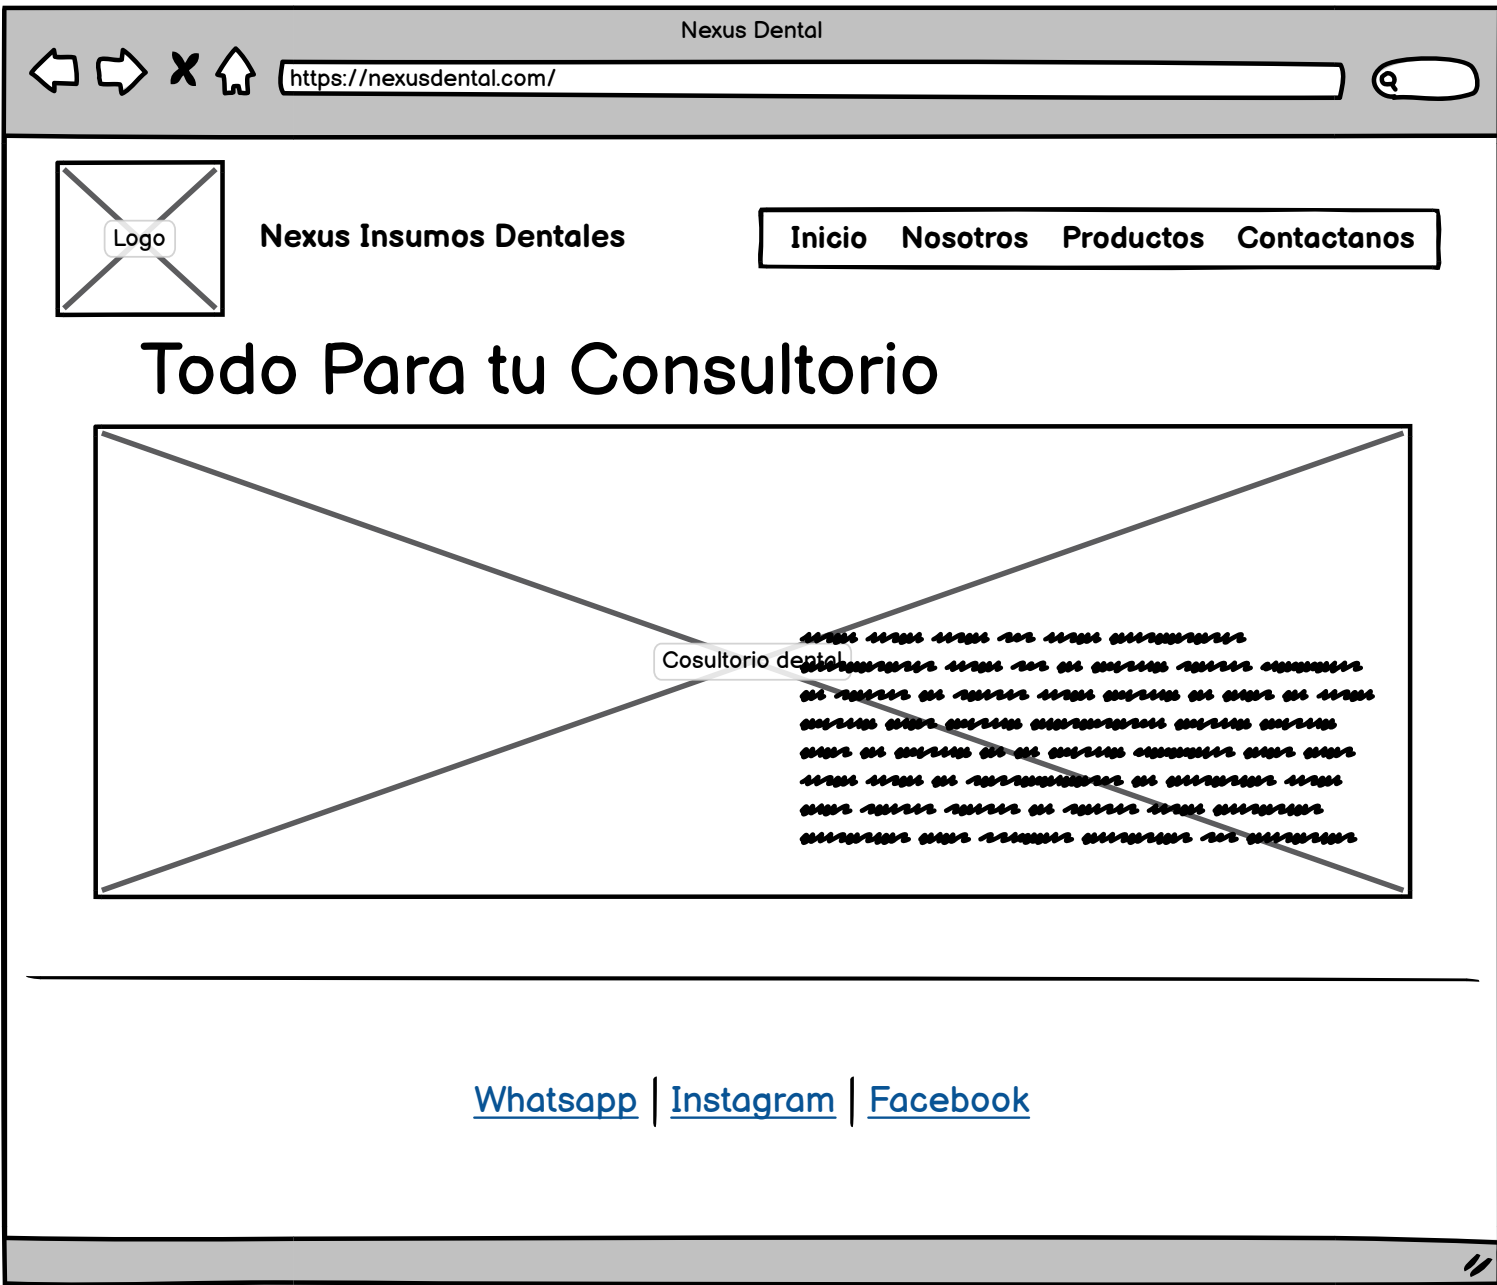 Nexus Dental
https://nexusdental.com/
Logo
Nexus Insumos Dentales
Inicio Nosotros Productos Contactanos
Todo Para tu Consultorio
Cosultorio dental
Whatsapp | Instagram | Facebook